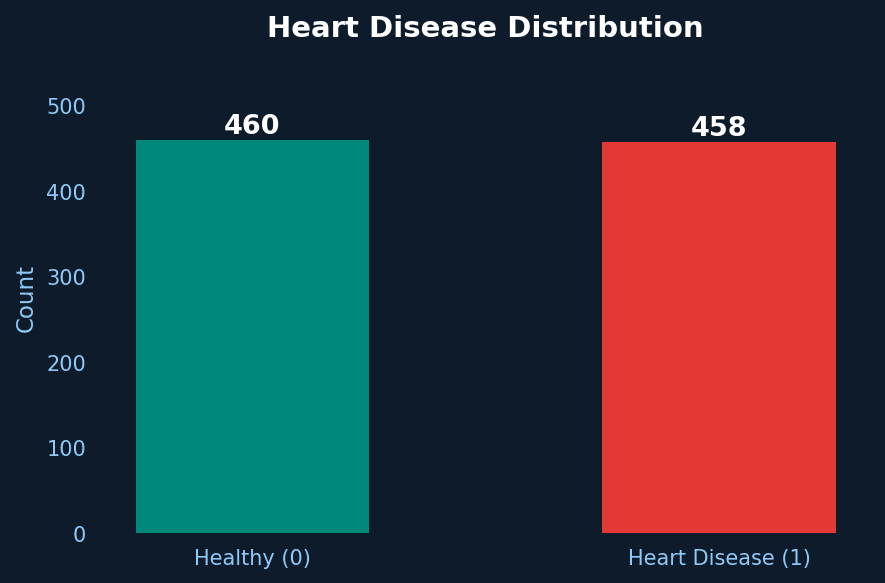 Heart Disease Distribution
500
460
458
400
300
Count
200
100
0
Healthy (0)
Heart Disease (1)